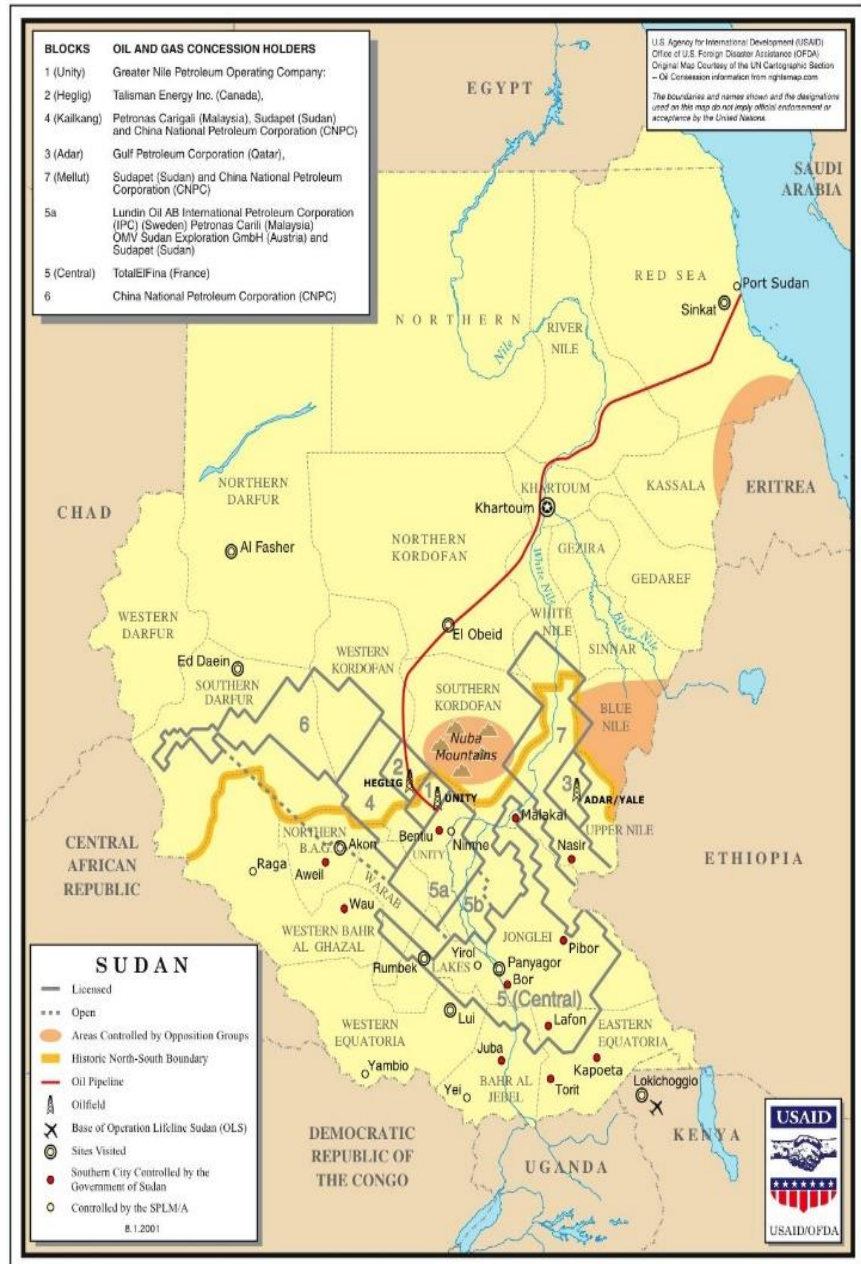 BLOCKS OIL AND GAS CONCESSION HOLDERS
1 (Unity) Greater Nile Petroleum Operating Company:
2 (Heglig) Talisman Energy Inc. (Canada),
4 (Kailkang) Petronas Carigali (Malaysia), Sudapet (Sudan)
and China National Petroleum Corporation (CNPC)
3 (Adar) Gulf Petroleum Corporation (Qatar),
7 (Mellut) Sudapet (Sudan) and China National Petroleum
Corporation (CNPC)
5a Lundin Oil AB International Petroleum Corporation
(IPC) (Sweden) Petronas Carili (Malaysia)
OMV Sudan Exploration GmbH (Austria) and
Sudapet (Sudan)
5 (Central) TotalElFina (France)
6 China National Petroleum Corporation (CNPC)
U.S. Agency for International Development (USAID)
Office of U.S. Foreign Disaster Assistance (OFDA)
Original Map Courtesy of the UN Cartographic Section
-- Oil Consession information from rightsmap.com
The boundaries and names shown and the designations
used on this map do not imply official endorsement or
acceptance by the United Nations.
EGYPT
SAUDI
ARABIA
RED SEA
Port Sudan
Sinkat
NORTHERN
RIVER
NILE
Nile
NORTHERN
DARFUR
KHARTOUM
KASSALA
CHAD
Khartoum
ERITREA
NORTHERN
KORDOFAN
GEZIRA
Al Fasher
White Nile
GEDAREF
Blue Nile
WESTERN
DARFUR
WHITE
NILE
El Obeid
SINNAR
WESTERN
KORDOFAN
Ed Daein
SOUTHERN
DARFUR
SOUTHERN
KORDOFAN
6
BLUE
NILE
7
Nuba
Mountains
2
HEGLIG
1
UNITY
3
ADAR/YALE
4
Malakal
UPPER NILE
NORTHERN
B.A.G.
Akon
Bentiu
Nimne
UNITY
Nasir
CENTRAL
AFRICAN
REPUBLIC
Raga
Aweil
WARAB
5a
5b
ETHIOPIA
Wau
WESTERN BAHR
AL GHAZAL
JONGLEI
Pibor
Rumbek
LAKES
Yirol
Panyagor
Bor
5 (Central)
Lui
Lafon
WESTERN
EQUATORIA
EASTERN
EQUATORIA
Juba
Kapoeta
Yambio
Yei
BAHR AL
JEBEL
Torit
Lokichoggio
DEMOCRATIC
REPUBLIC OF
THE CONGO
UGANDA
KENYA
SUDAN
Licensed
Open
Areas Controlled by Opposition Groups
Historic North-South Boundary
Oil Pipeline
Oilfield
Base of Operation Lifeline Sudan (OLS)
Sites Visited
Southern City Controlled by the
Government of Sudan
Controlled by the SPLM/A
8.1.2001
USAID
USAID/OFDA